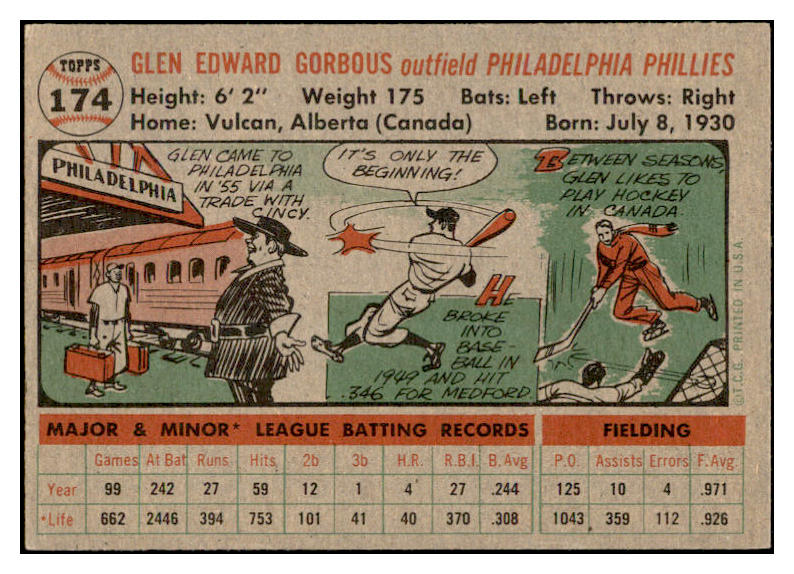 TOPPS
174
GLEN EDWARD GORBOUS outfield PHILADELPHIA PHILLIES
Height: 6' 2" Weight 175 Bats: Left Throws: Right
Home: Vulcan, Alberta (Canada) Born: July 8, 1930
PHILADELPHIA
GLEN CAME TO
PHILADELPHIA
IN '55 VIA A
TRADE WITH
CINCY.
IT'S ONLY THE
BEGINNING!
HE
BROKE
INTO
BASE-
BALL IN
1949 AND HIT
.346 FOR MEDFORD.
BETWEEN SEASONS,
GLEN LIKES TO
PLAY HOCKEY
IN CANADA
©T.C.G. PRINTED IN U.S.A.
MAJOR & MINOR* LEAGUE BATTING RECORDS FIELDING
Games At Bat Runs Hits 2b 3b H.R. R.B.I. B. Avg P.O. Assists Errors F. Avg.
Year 99 242 27 59 12 1 4 27 .244 125 10 4 .971
*Life 662 2446 394 753 101 41 40 370 .308 1043 359 112 .926